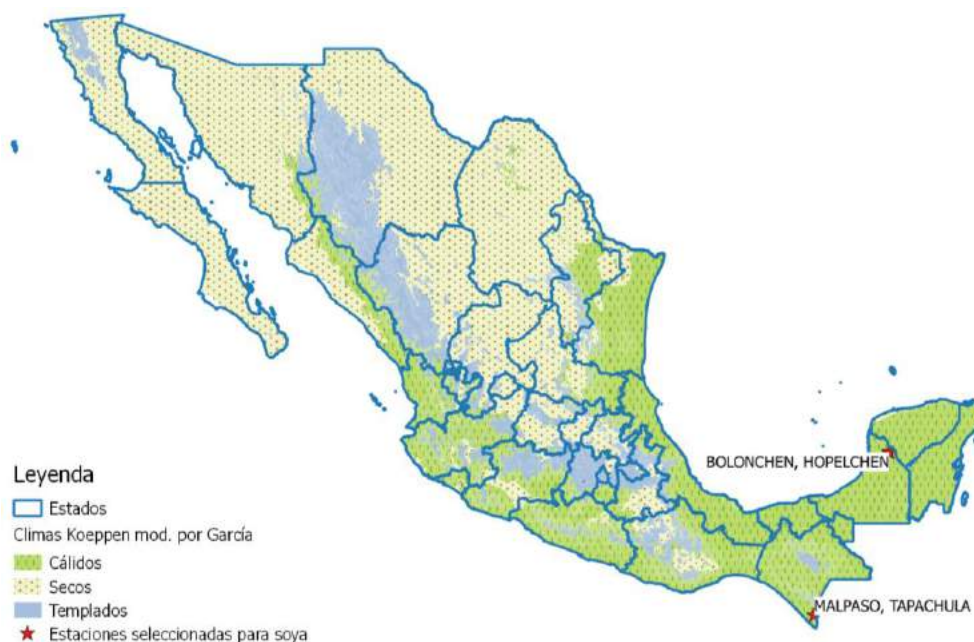 BOLONCHEN, HOPELCHEN
MALPASO, TAPACHULA
Leyenda
Estados
Climas Koeppen mod. por García
Cálidos
Secos
Templados
Estaciones seleccionadas para soya